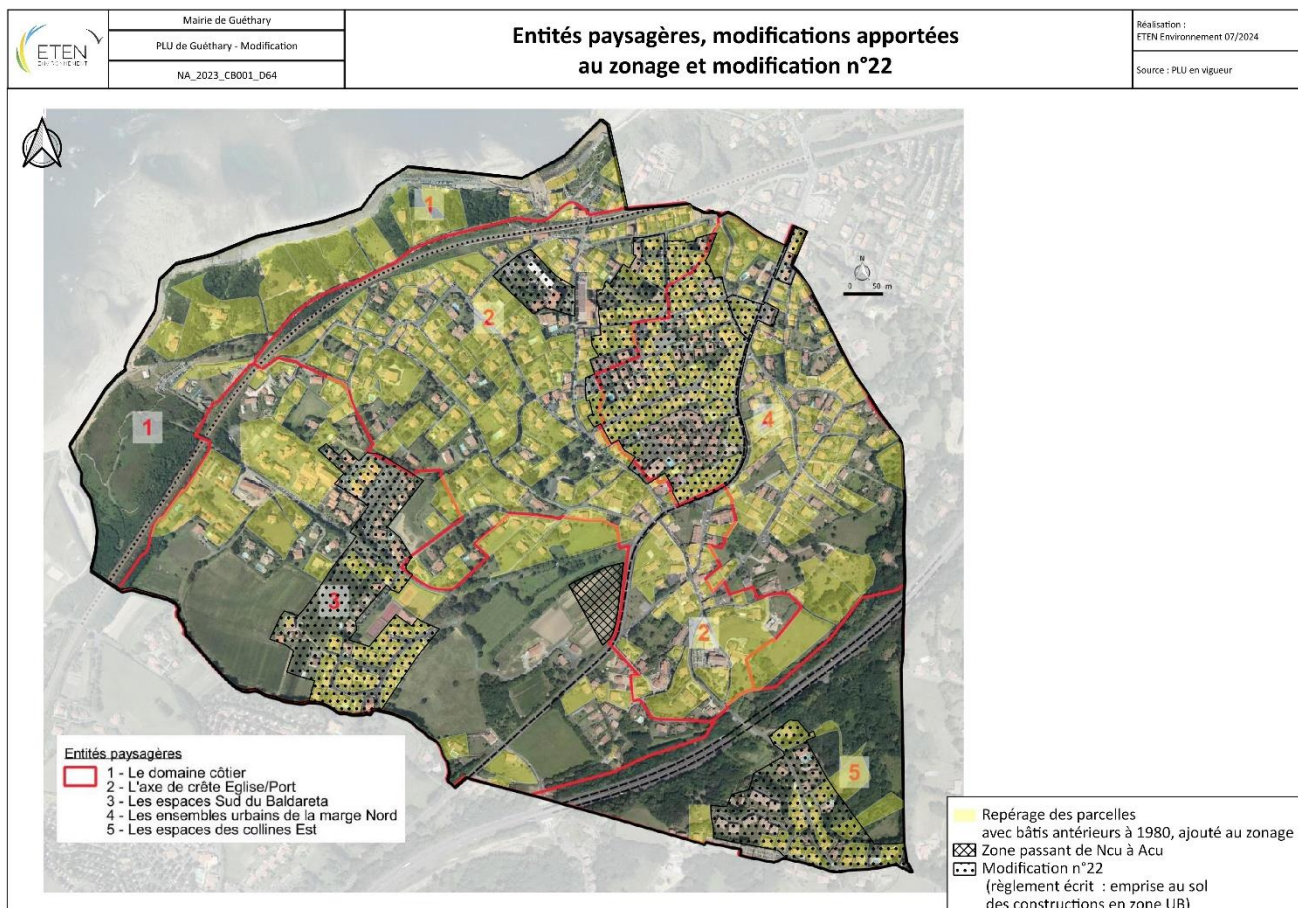 ETEN
ENVIRONNEMENT
Mairie de Guéthary
PLU de Guéthary - Modification
NA_2023_CB001_D64
Entités paysagères, modifications apportées
au zonage et modification n°22
Réalisation :
ETEN Environnement 07/2024
Source : PLU en vigueur
1
2
N
0 50 m
4
1
3
2
5
Entités paysagères
1 - Le domaine côtier
2 - L'axe de crête Eglise/Port
3 - Les espaces Sud du Baldareta
4 - Les ensembles urbains de la marge Nord
5 - Les espaces des collines Est
Repérage des parcelles
avec bâtis antérieurs à 1980, ajouté au zonage
Zone passant de Ncu à Acu
Modification n°22
(règlement écrit : emprise au sol
des constructions en zone UB)